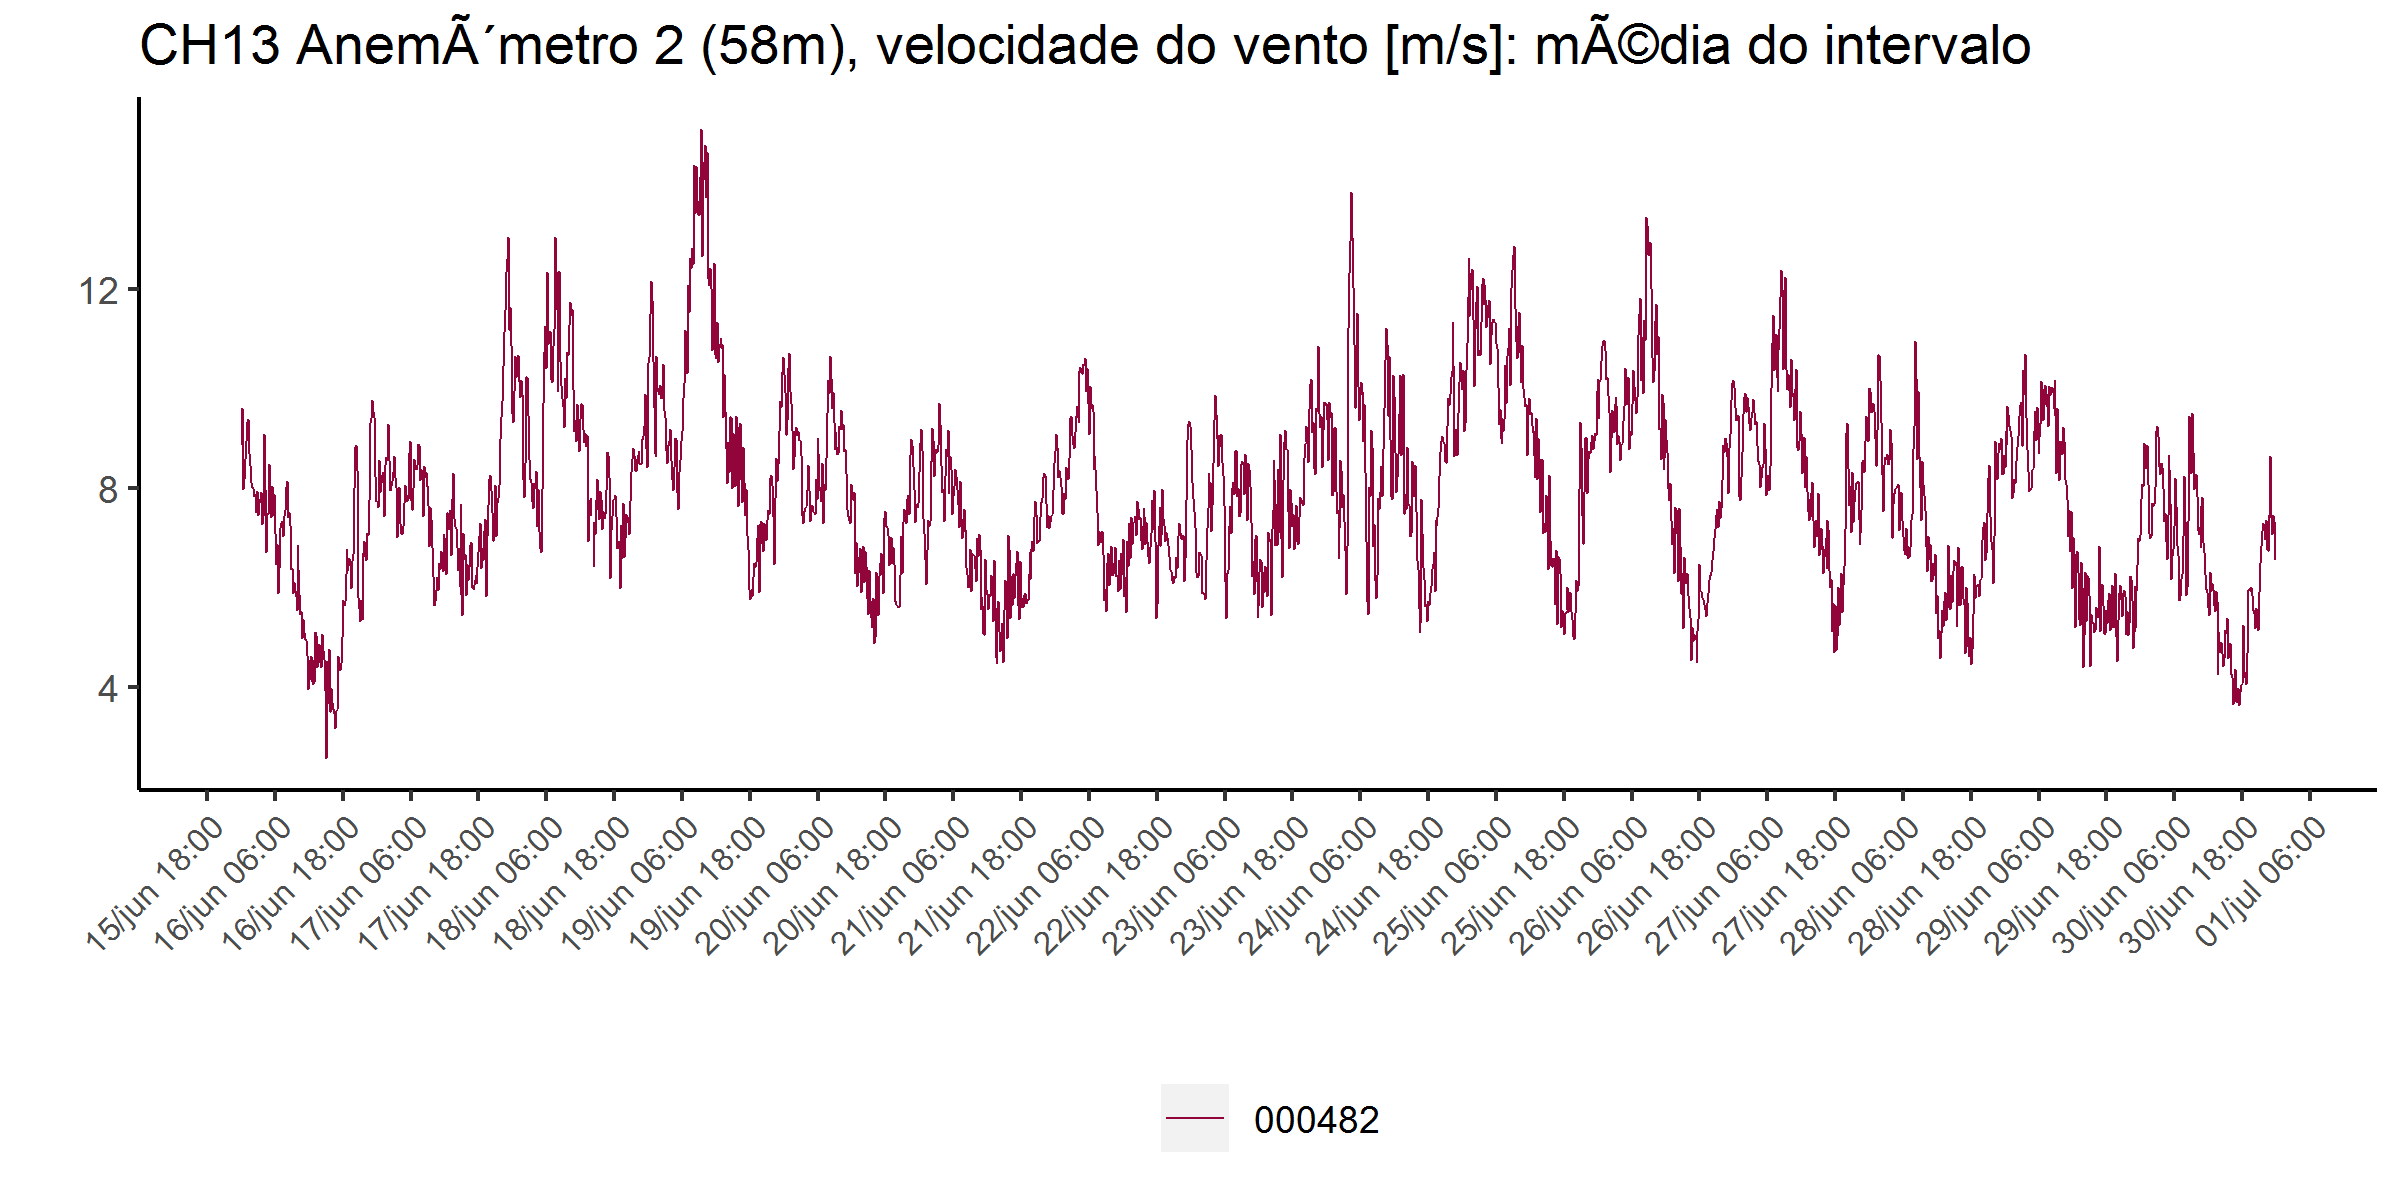 CH13 AnemÃ´metro 2 (58m), velocidade do vento [m/s]: mÃ©dia do intervalo
12
8
4
15/jun 18:00
16/jun 06:00
16/jun 18:00
17/jun 06:00
17/jun 18:00
18/jun 06:00
18/jun 18:00
19/jun 06:00
19/jun 18:00
20/jun 06:00
20/jun 18:00
21/jun 06:00
21/jun 18:00
22/jun 06:00
22/jun 18:00
23/jun 06:00
23/jun 18:00
24/jun 06:00
24/jun 18:00
25/jun 06:00
25/jun 18:00
26/jun 06:00
26/jun 18:00
27/jun 06:00
27/jun 18:00
28/jun 06:00
28/jun 18:00
29/jun 06:00
29/jun 18:00
30/jun 06:00
30/jun 18:00
01/jul 06:00
000482